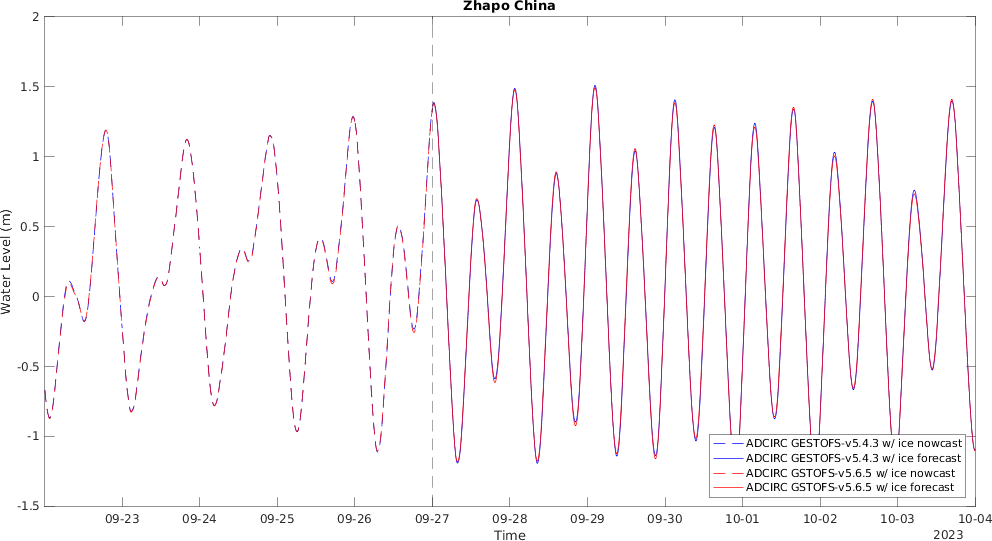 Zhapo China
2
1.5
1
0.5
0
-0.5
-1
-1.5
Water Level (m)
ADCIRC GESTOFS-v5.4.3 w/ ice nowcast
ADCIRC GESTOFS-v5.4.3 w/ ice forecast
ADCIRC GSTOFS-v5.6.5 w/ ice nowcast
ADCIRC GSTOFS-v5.6.5 w/ ice forecast
09-23 09-24 09-25 09-26 09-27 09-28 09-29 09-30 10-01 10-02 10-03 10-04
Time
2023